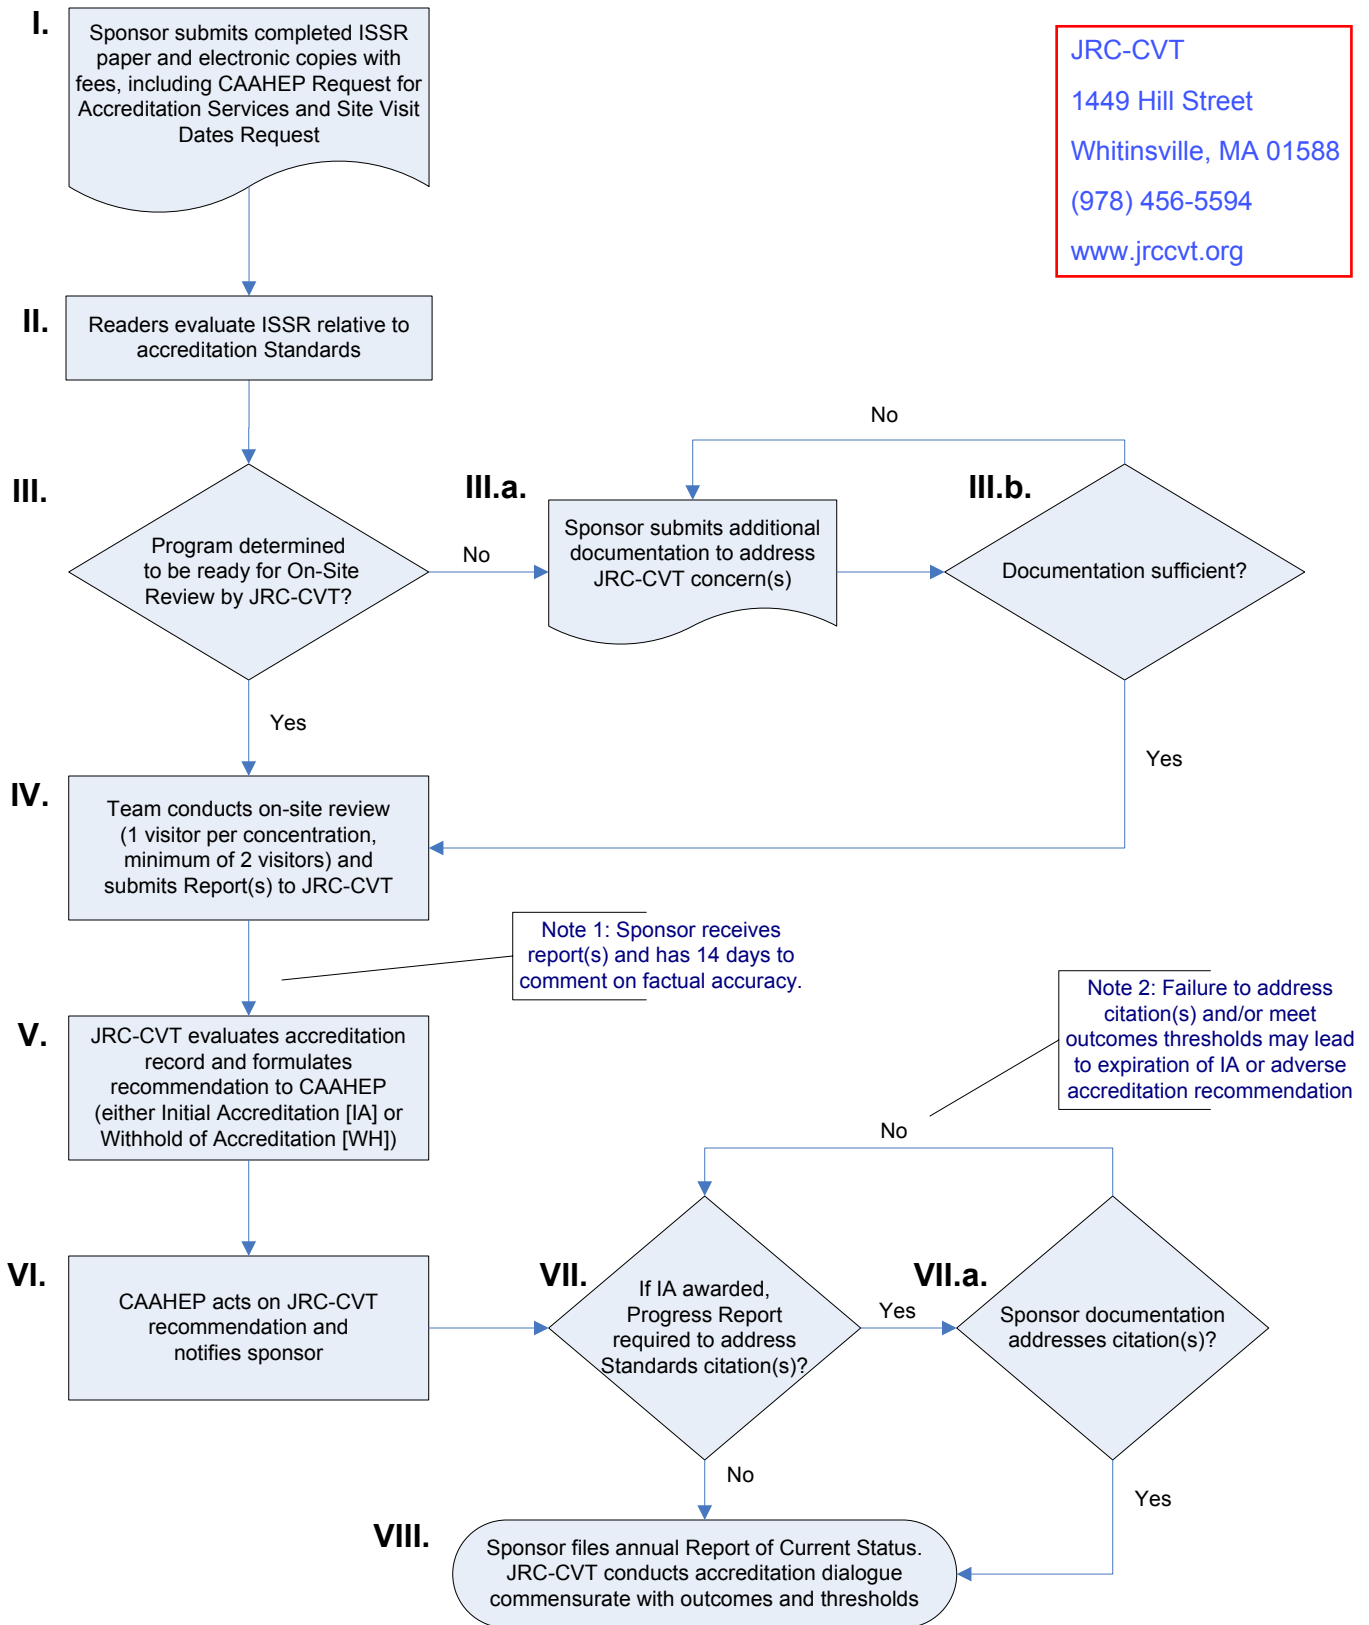 I.
Sponsor submits completed ISSR
paper and electronic copies with
fees, including CAAHEP Request for
Accreditation Services and Site Visit
Dates Request
JRC-CVT
1449 Hill Street
Whitinsville, MA 01588
(978) 456-5594
www.jrccvt.org
II.
Readers evaluate ISSR relative to
accreditation Standards
No
III.
Program determined
to be ready for On-Site
Review by JRC-CVT?
No
III.a.
Sponsor submits additional
documentation to address
JRC-CVT concern(s)
III.b.
Documentation sufficient?
Yes
Yes
IV.
Team conducts on-site review
(1 visitor per concentration,
minimum of 2 visitors) and
submits Report(s) to JRC-CVT
Note 1: Sponsor receives
report(s) and has 14 days to
comment on factual accuracy.
Note 2: Failure to address
citation(s) and/or meet
outcomes thresholds may lead
to expiration of IA or adverse
accreditation recommendation
V.
JRC-CVT evaluates accreditation
record and formulates
recommendation to CAAHEP
(either Initial Accreditation [IA] or
Withhold of Accreditation [WH])
No
VI.
CAAHEP acts on JRC-CVT
recommendation and
notifies sponsor
VII.
If IA awarded,
Progress Report
required to address
Standards citation(s)?
Yes
VII.a.
Sponsor documentation
addresses citation(s)?
No
Yes
VIII.
Sponsor files annual Report of Current Status.
JRC-CVT conducts accreditation dialogue
commensurate with outcomes and thresholds